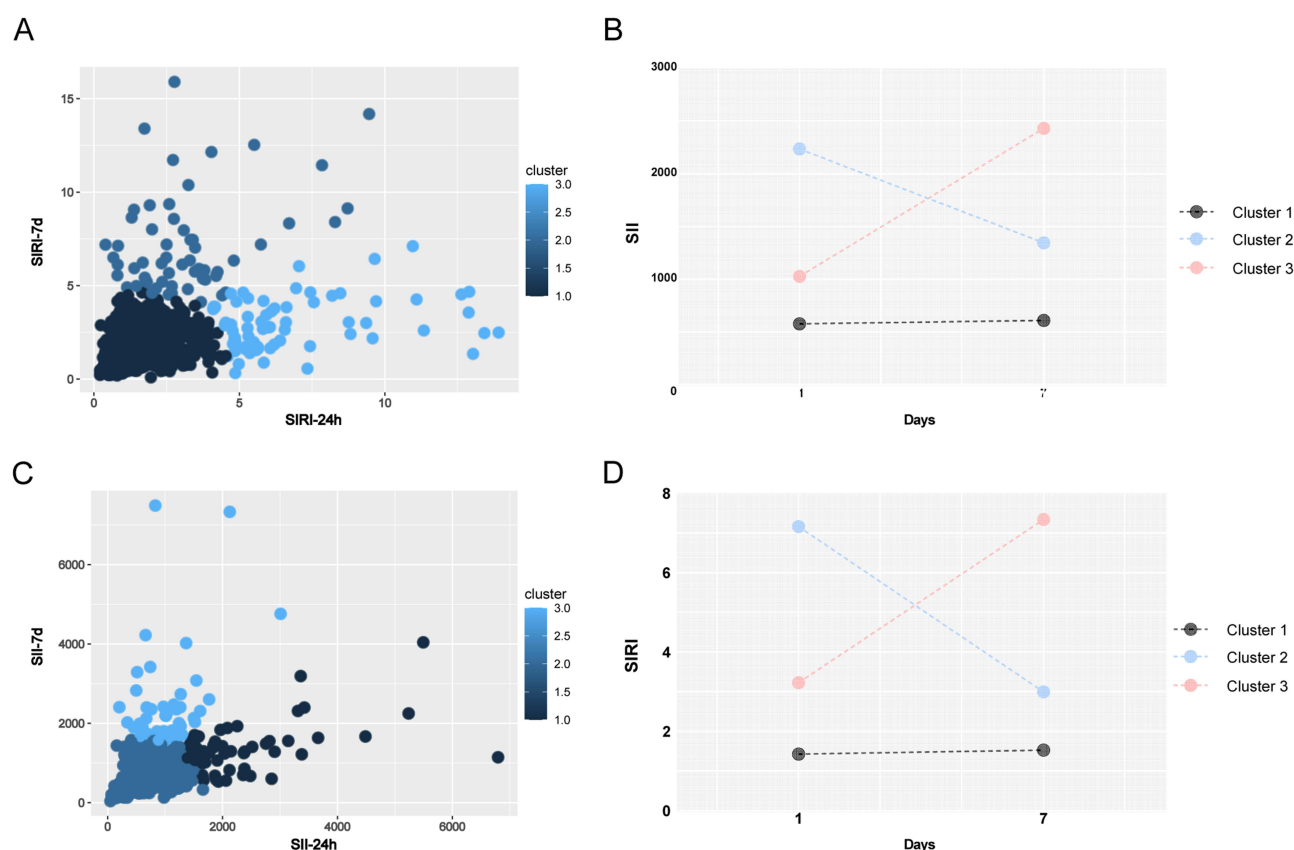 A
15
10
5
0
0
5
10
SIRI-7d
SIRI-24h
cluster
3.0
2.5
2.0
1.5
1.0
B
3000
2000
1000
0
SII
1
7
Days
Cluster 1
Cluster 2
Cluster 3
C
6000
4000
2000
0
0
2000
4000
6000
SII-7d
SII-24h
cluster
3.0
2.5
2.0
1.5
1.0
D
8
6
4
2
0
SIRI
1
7
Days
Cluster 1
Cluster 2
Cluster 3